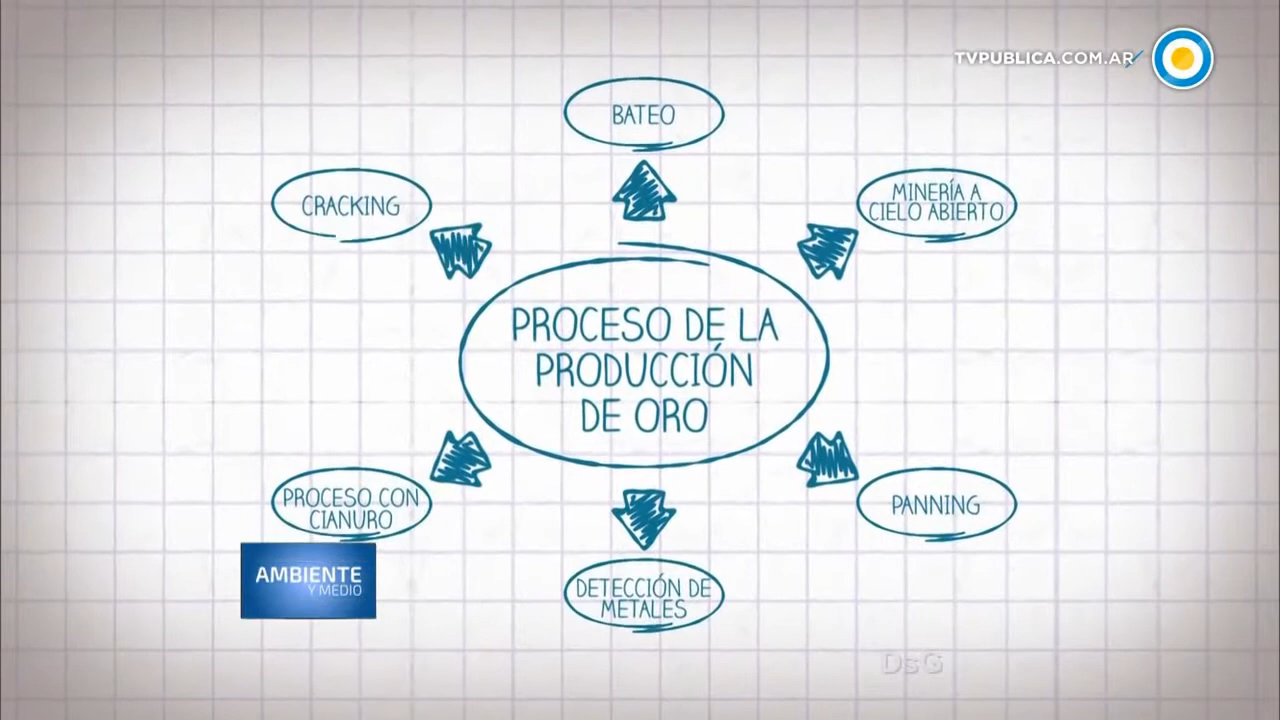 TVPUBLICA.COM.AR
BATEO
CRACKING
MINERÍA A
CIELO ABIERTO
PROCESO DE LA
PRODUCCIÓN
DE ORO
PROCESO CON
CIANURO
PANNING
AMBIENTE
Y MEDIO
DETECCIÓN DE
METALES
DsG